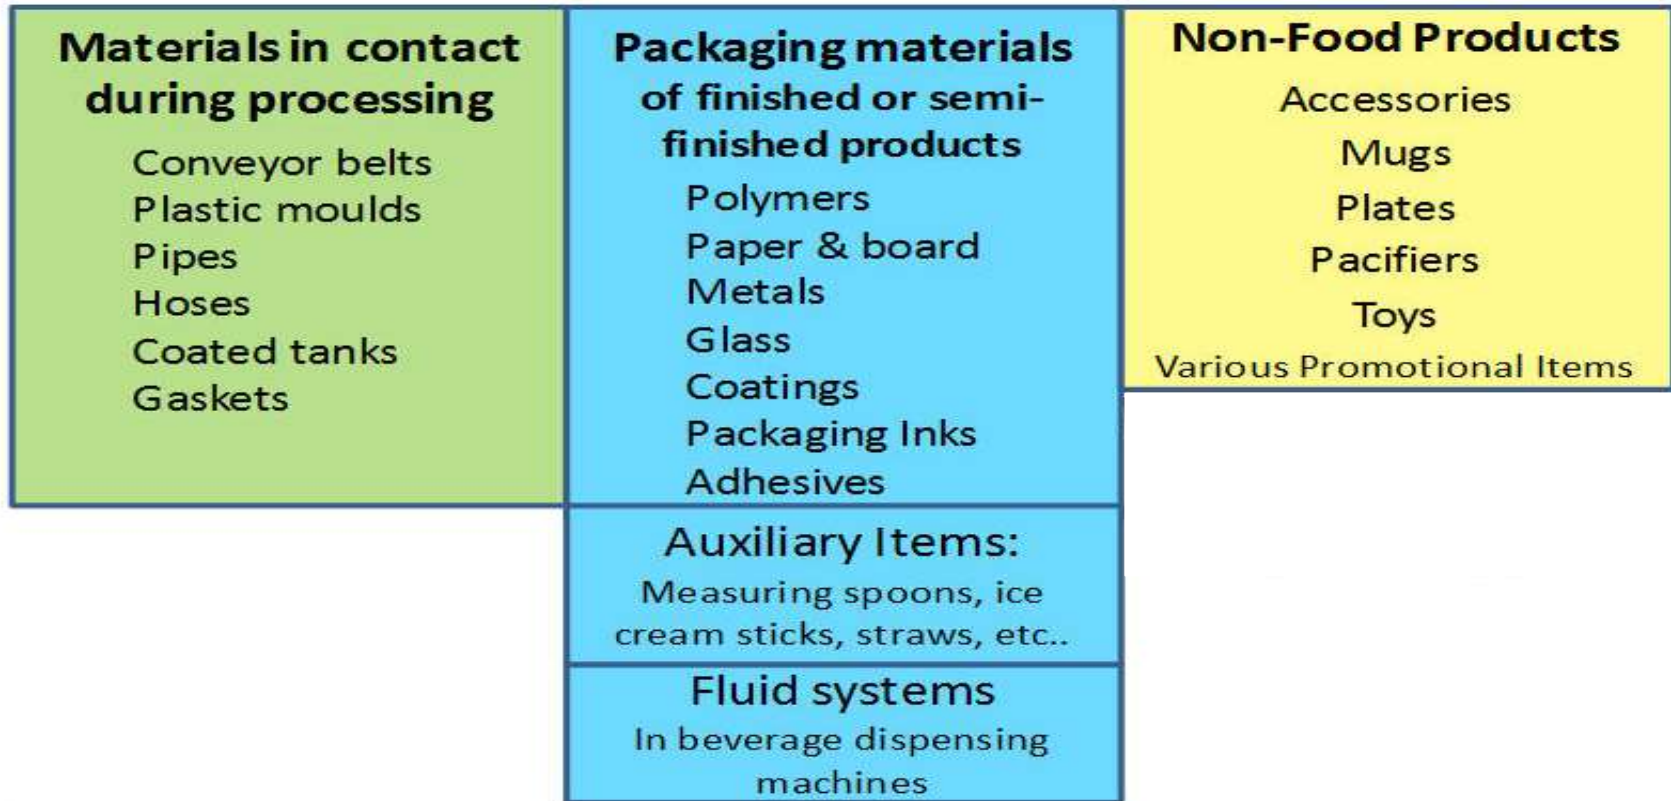 Materials in contact
during processing
Conveyor belts
Plastic moulds
Pipes
Hoses
Coated tanks
Gaskets
Packaging materials
of finished or semi-
finished products
Polymers
Paper & board
Metals
Glass
Coatings
Packaging Inks
Adhesives
Auxiliary Items:
Measuring spoons, ice
cream sticks, straws, etc..
Fluid systems
In beverage dispensing
machines
Non-Food Products
Accessories
Mugs
Plates
Pacifiers
Toys
Various Promotional Items